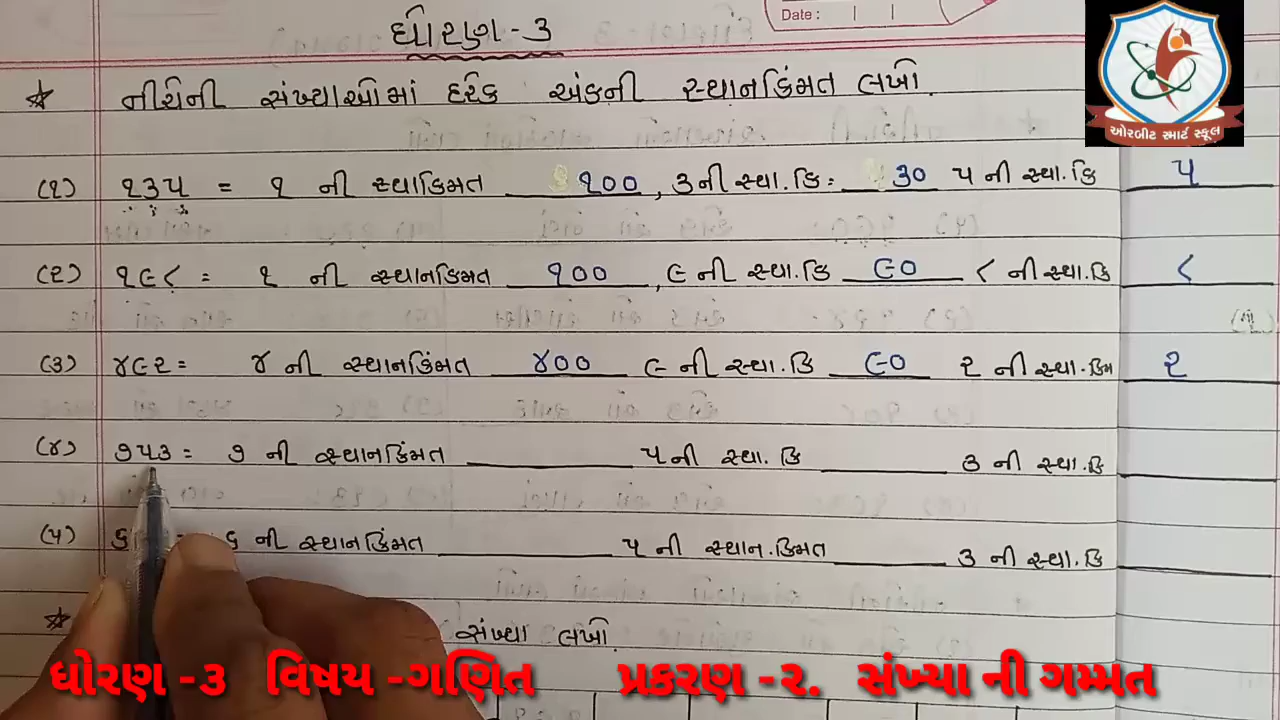 Date :
ધોરણ - ૩
ઓરબીટ સ્માર્ટ સ્કૂલ
નીચેની સંખ્યાઓમાં દરેક અંકની સ્થાનકિંમત લખો.
(૧) ૧૩૫ = ૧ ની સ્થાકિમત ૧૦૦, ૩ની સ્થા.કિ: ૩૦ ૫ ની સ્થા.કિ ૫
(૨) ૧૯૮ = ૧ ની સ્થાનકિમત ૧૦૦, ૯ની સ્થા.કિ ૯૦ ૮ ની સ્થા.કિ ૮
(૩) ૪૯૨ = ૪ ની સ્થાનકિંમત ૪૦૦ ૯ ની સ્થા.કિ ૯૦ ૨ ની સ્થા.કિમ ૨
(૪) ૭૫૩ = ૭ ની સ્થાનકિંમત ૫ની સ્થા. કિ ૩ ની સ્થા.કિ
(૫) ૬ ૬ ની સ્થાનકિંમત ૫ ની સ્થાન.કિમત ૩ ની સ્થા.કિ
સંખ્યા લખો.
ધોરણ -૩ વિષય -ગણિત પ્રકરણ -૨. સંખ્યા ની ગમ્મત